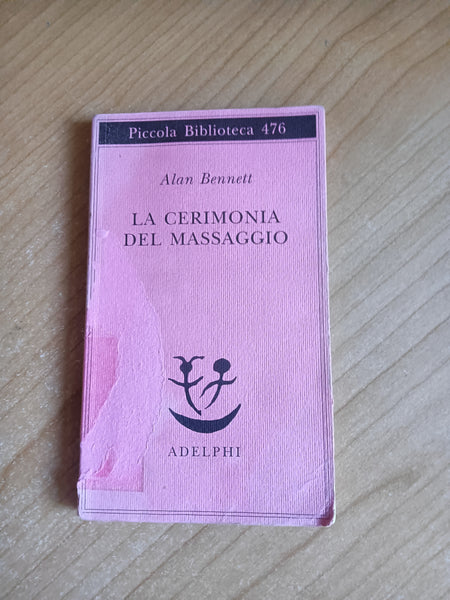 Piccola Biblioteca 476
Alan Bennett
LA CERIMONIA
DEL MASSAGGIO
ADELPHI